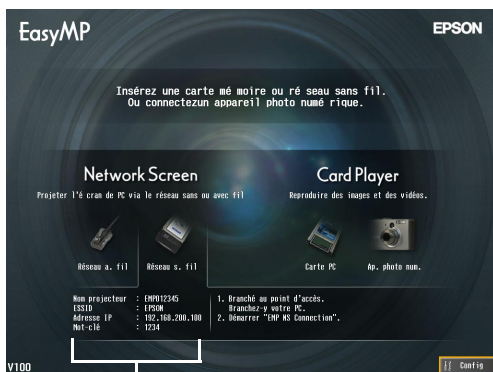 EasyMP
EPSON
Insérez une carte mé moire ou ré seau sans fil.
Ou connectezun appareil photo numé rique.
Network Screen
Projeter l'é cran de PC via le réseau sans ou avec fil
Réseau a. fil
Réseau s. fil
Card Player
Reproduire des images et des vidéos.
Carte PC
Ap. photo num.
Nom projecteur : EMP012345
ESSID : EPSON
Adresse IP : 192.168.200.100
Mot-clé : 1234
1. Branché au point d'accès.
Branchez-y votre PC.
2. Démarrer "EMP NS Connection".
V100
Config